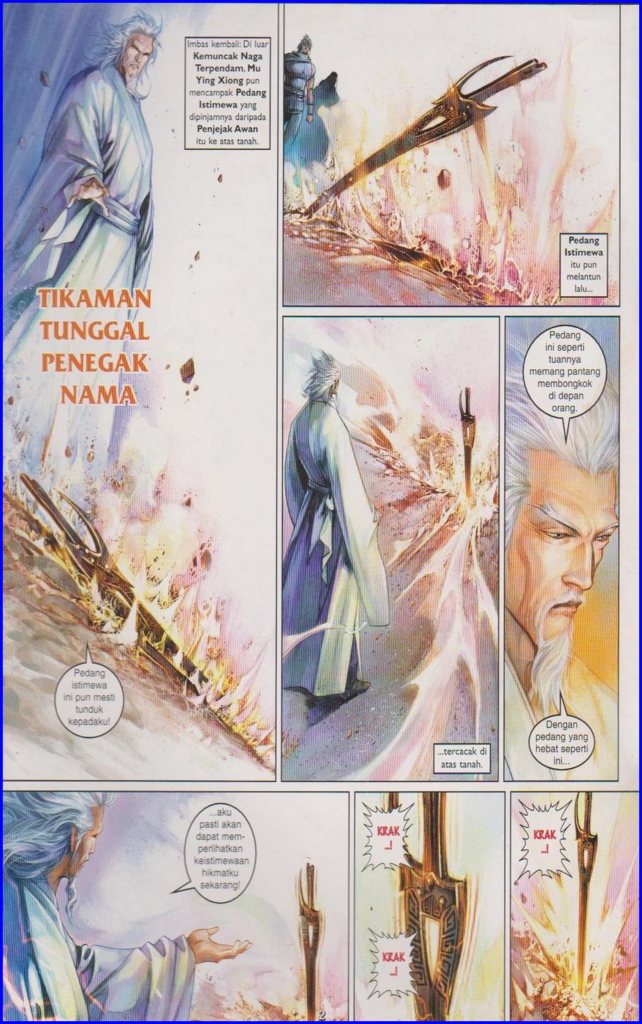 Imbas kembali: Di luar
Kemuncak Naga
Terpendam, Mu
Ying Xiong pun
mencampak Pedang
Istimewa yang
dipinjamnya daripada
Penjejak Awan
itu ke atas tanah.
TIKAMAN
TUNGGAL
PENEGAK
NAMA
Pedang
istimewa
ini pun mesti
tunduk
kepadaku!
Pedang
Istimewa
itu pun
melantun
lalu...
...tercacak di
atas tanah.
Pedang
ini seperti
tuannya
memang pantang
membongkok
di depan
orang.
Dengan
pedang yang
hebat seperti
ini...
...aku
pasti akan
dapat mem-
perlihatkan
keistimewaan
hikmatku
sekarang!
KRAK
...!
KRAK
...!
KRAK
...!
2